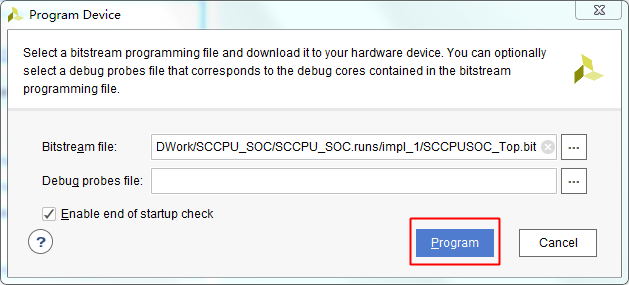 Program Device
Select a bitstream programming file and download it to your hardware device. You can optionally
select a debug probes file that corresponds to the debug cores contained in the bitstream
programming file.
Bitstream file: DWork/SCCPU_SOC/SCCPU_SOC.runs/impl_1/SCCPUSOC_Top.bit ...
Debug probes file: ...
Enable end of startup check
? Program Cancel